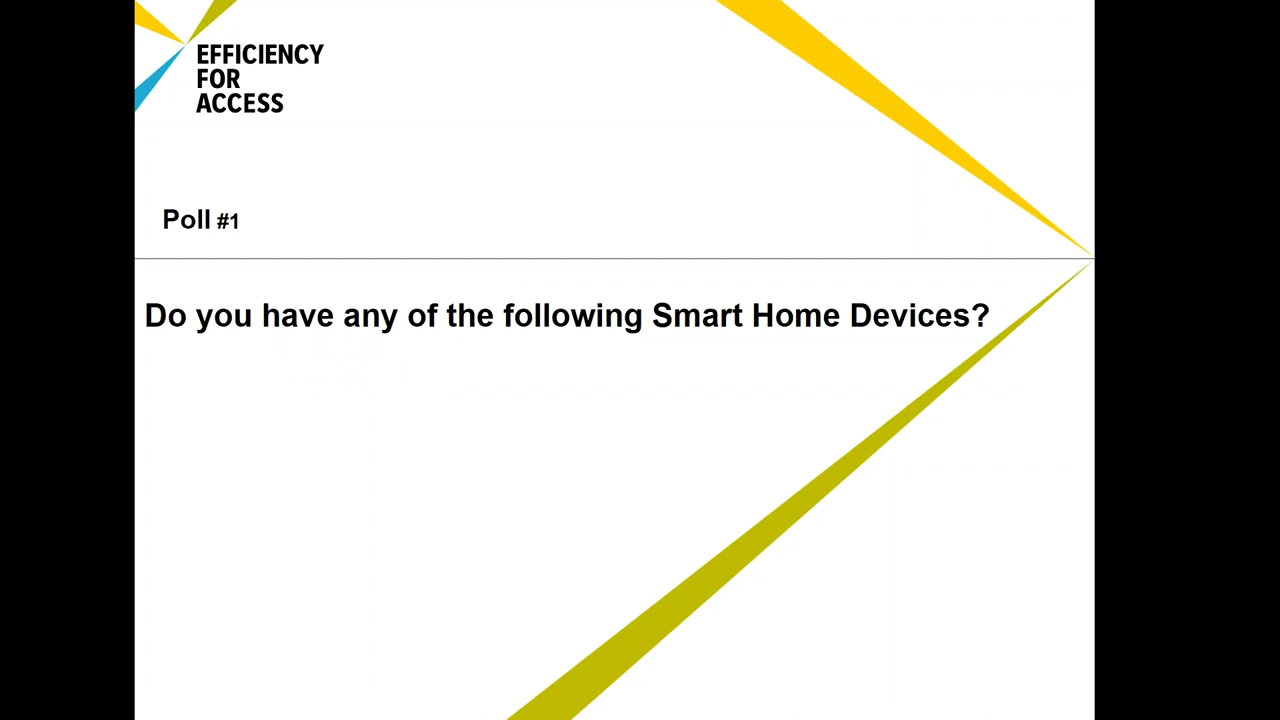 EFFICIENCY
FOR
ACCESS
Poll #1
Do you have any of the following Smart Home Devices?